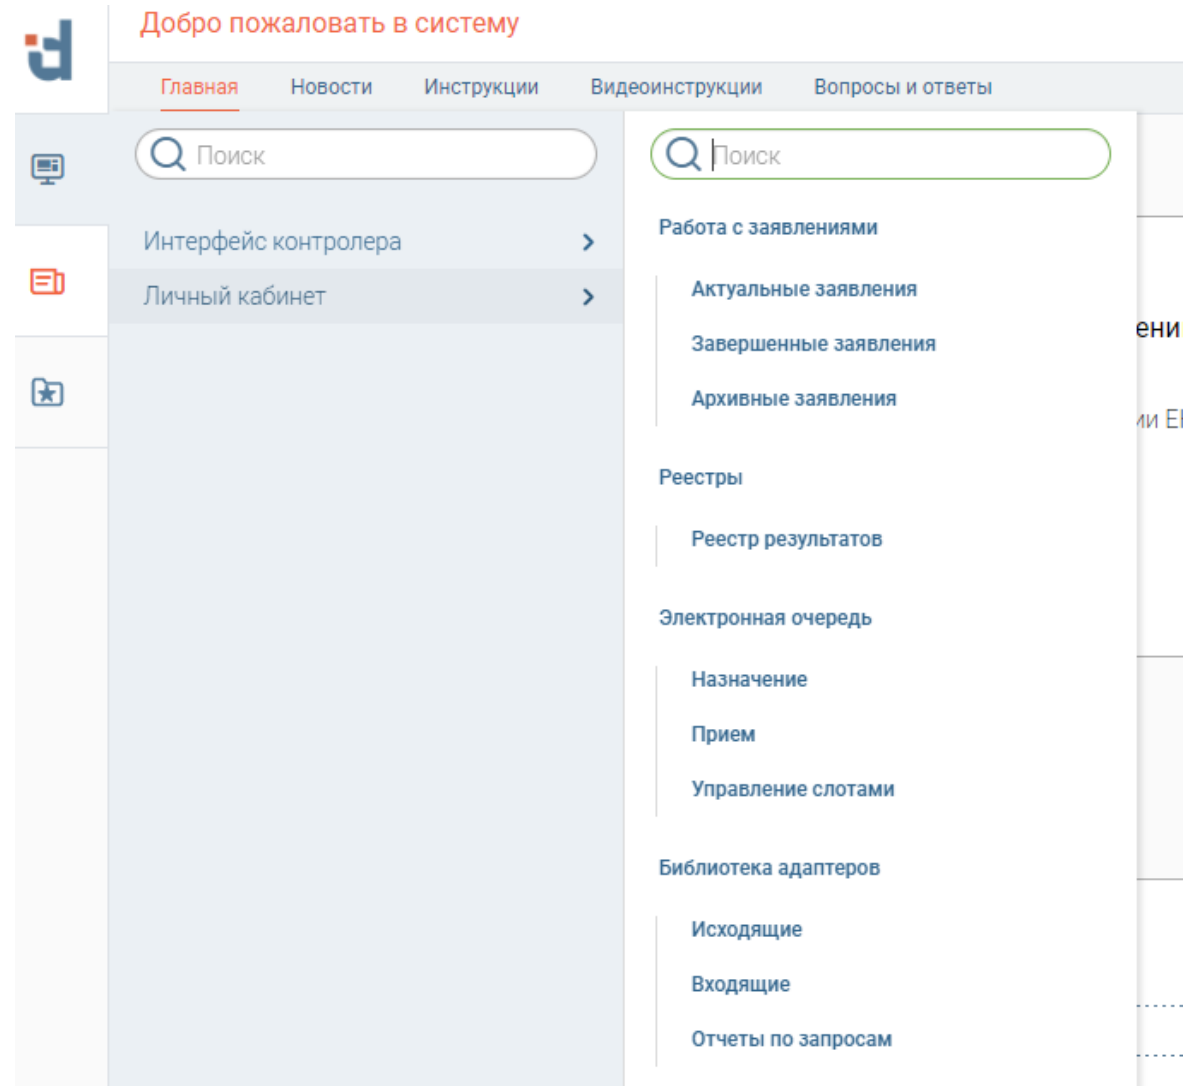 Добро пожаловать в систему
Главная Новости Инструкции Видеоинструкции Вопросы и ответы
Поиск
Интерфейс контролера
Личный кабинет
Поиск
Работа с заявлениями
Актуальные заявления
Завершенные заявления
Архивные заявления
Реестры
Реестр результатов
Электронная очередь
Назначение
Прием
Управление слотами
Библиотека адаптеров
Исходящие
Входящие
Отчеты по запросам